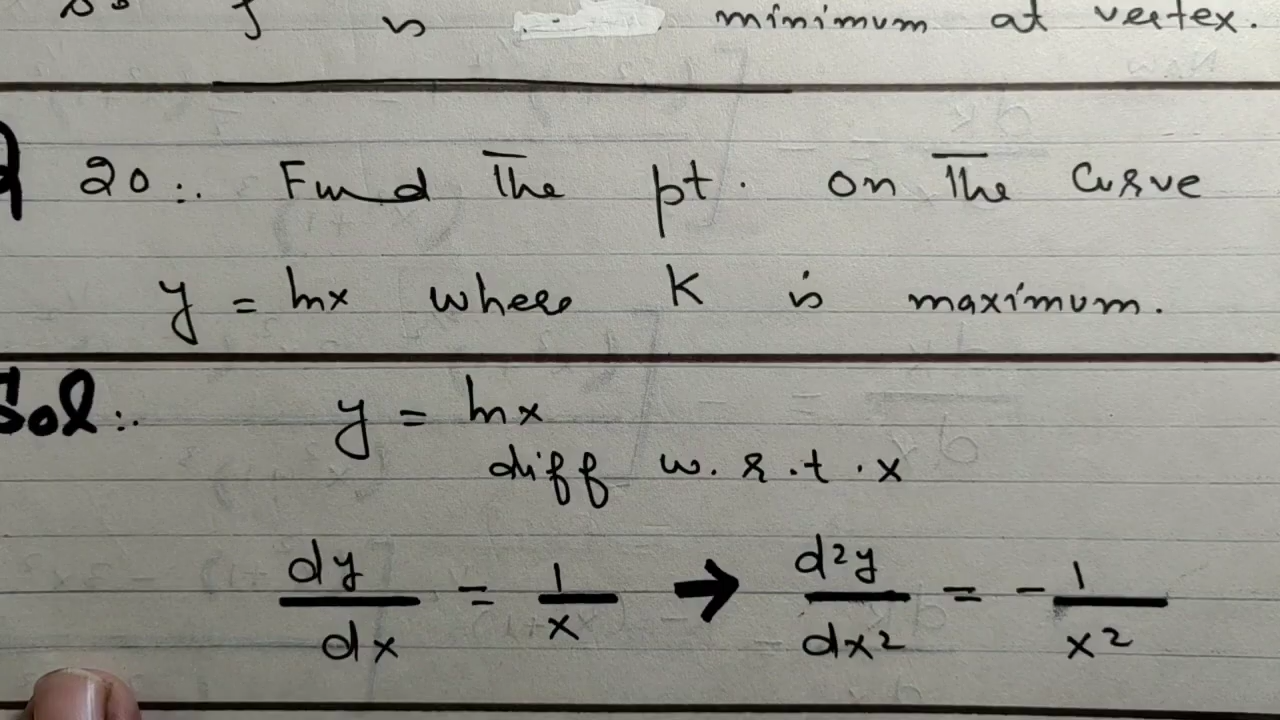 is minimum at vertex.
Q 20:. Find The pt. on The curve
y = lnx where K is maximum.
Sol:. y = lnx
diff w.r.t.x
dy/dx = 1/x → d²y/dx² = -1/x²